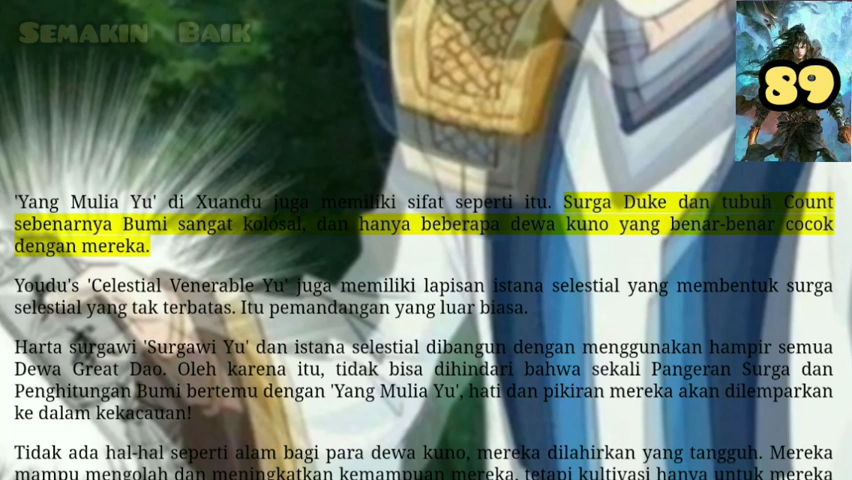 Semakin Baik
89
'Yang Mulia Yu' di Xuandu juga memiliki sifat seperti itu. Surga Duke dan tubuh Count
sebenarnya Bumi sangat kolosal, dan hanya beberapa dewa kuno yang benar-benar cocok
dengan mereka.
Youdu's 'Celestial Venerable Yu' juga memiliki lapisan istana selestial yang membentuk surga
selestial yang tak terbatas. Itu pemandangan yang luar biasa.
Harta surgawi 'Surgawi Yu' dan istana selestial dibangun dengan menggunakan hampir semua
Dewa Great Dao. Oleh karena itu, tidak bisa dihindari bahwa sekali Pangeran Surga dan
Penghitungan Bumi bertemu dengan 'Yang Mulia Yu', hati dan pikiran mereka akan dilemparkan
ke dalam kekacauan!
Tidak ada hal-hal seperti alam bagi para dewa kuno, mereka dilahirkan yang tangguh. Mereka
mampu mengolah dan meningkatkan kemampuan mereka, tetapi kultivasi hanya untuk mereka